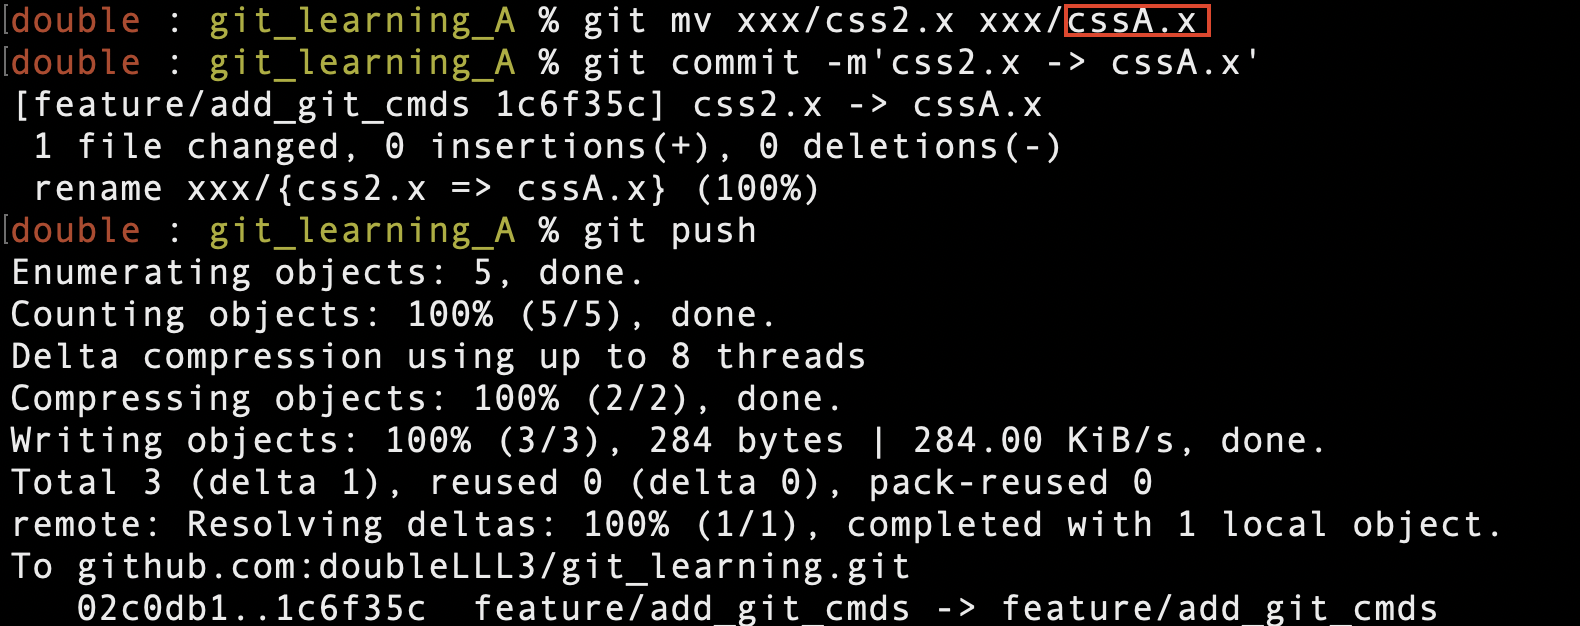 [double : git_learning_A % git mv xxx/css2.x xxx/cssA.x
[double : git_learning_A % git commit -m'css2.x -> cssA.x'
[feature/add_git_cmds 1c6f35c] css2.x -> cssA.x
 1 file changed, 0 insertions(+), 0 deletions(-)
 rename xxx/{css2.x => cssA.x} (100%)
[double : git_learning_A % git push
Enumerating objects: 5, done.
Counting objects: 100% (5/5), done.
Delta compression using up to 8 threads
Compressing objects: 100% (2/2), done.
Writing objects: 100% (3/3), 284 bytes | 284.00 KiB/s, done.
Total 3 (delta 1), reused 0 (delta 0), pack-reused 0
remote: Resolving deltas: 100% (1/1), completed with 1 local object.
To github.com:doubleLLL3/git_learning.git
   02c0db1..1c6f35c  feature/add_git_cmds -> feature/add_git_cmds